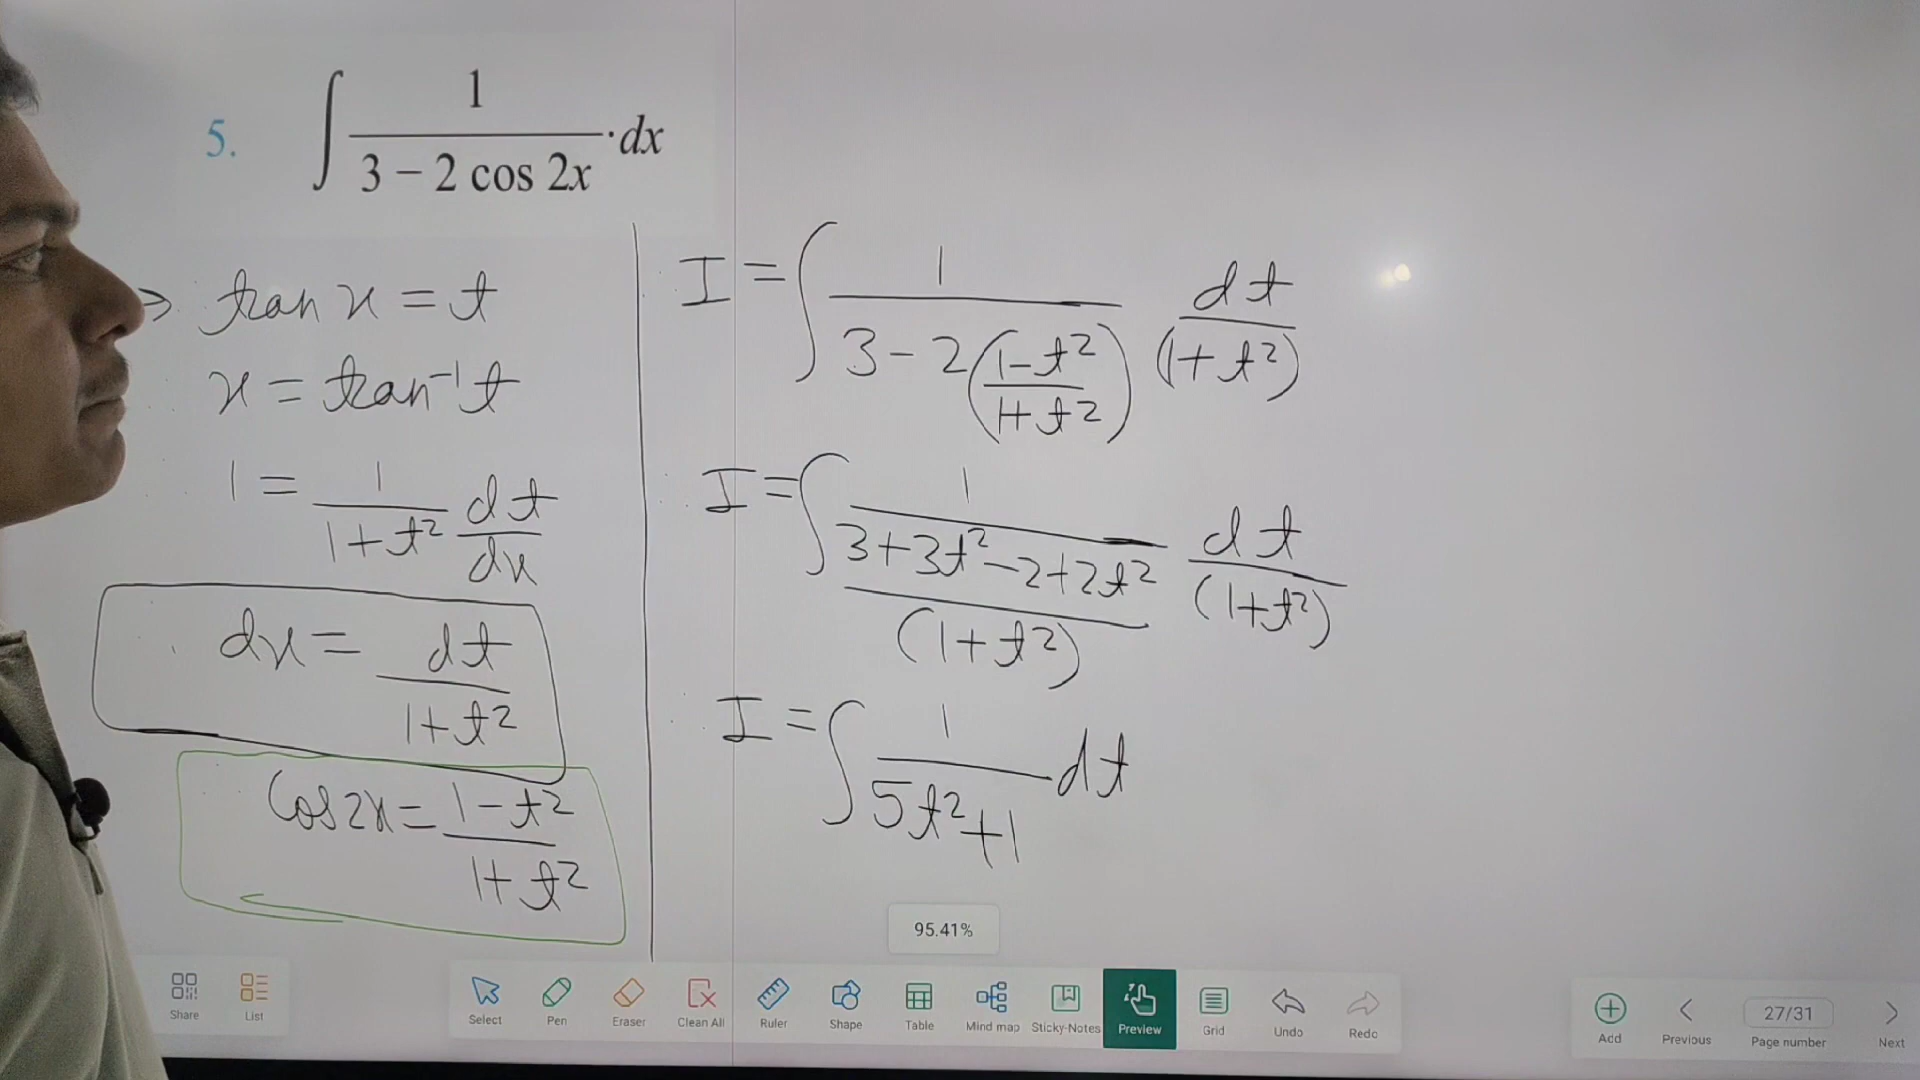 5. ∫ 1/(3 − 2 cos 2x) · dx
⇒ tan x = t
x = tan⁻¹ t
1 = 1/(1+t²) dt/dx
dx = dt/(1+t²)
Cos 2x = (1−t²)/(1+t²)
I = ∫ 1/(3−2((1−t²)/(1+t²))) dt/(1+t²)
I = ∫ 1/((3+3t²−2+2t²)/(1+t²)) dt/(1+t²)
I = ∫ 1/(5t²+1) dt
95.41%
Share List Select Pen Eraser Clean All Ruler Shape Table Mind map Sticky-Notes Preview Grid Undo Redo Add Previous 27/31 Page number Next